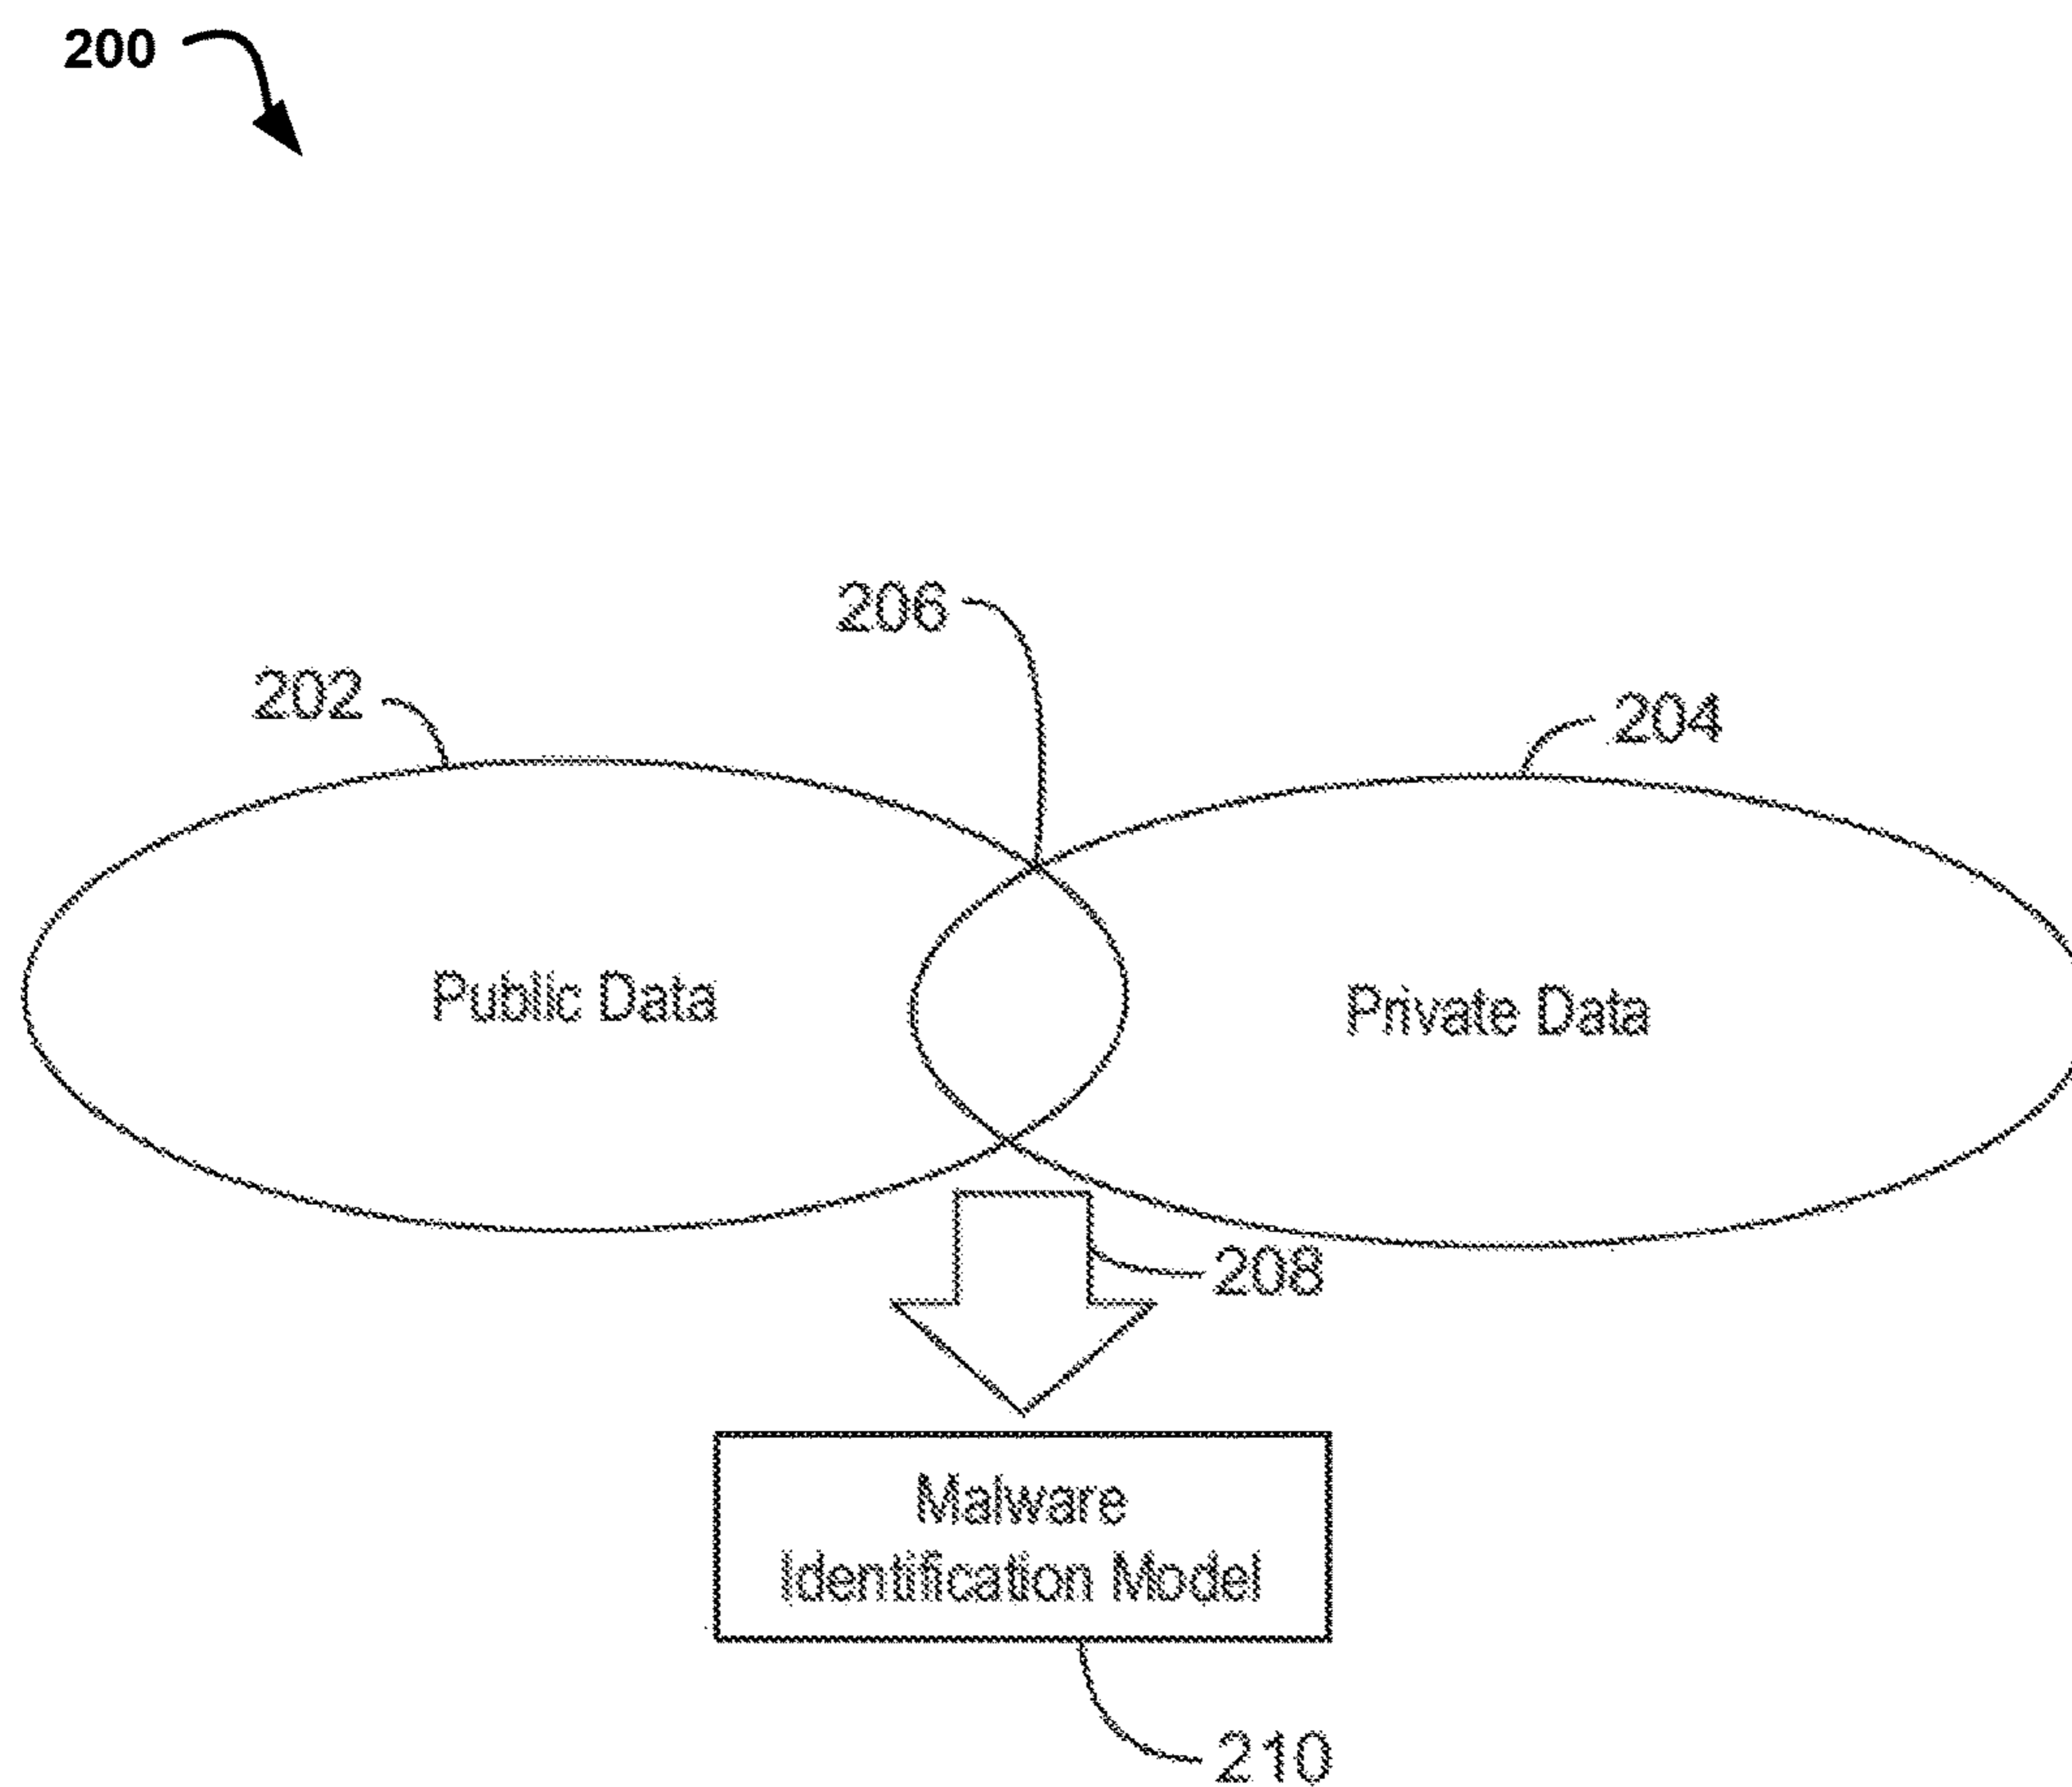 200
206
202
204
Public Data
Private Data
208
Malware
Identification Model
210